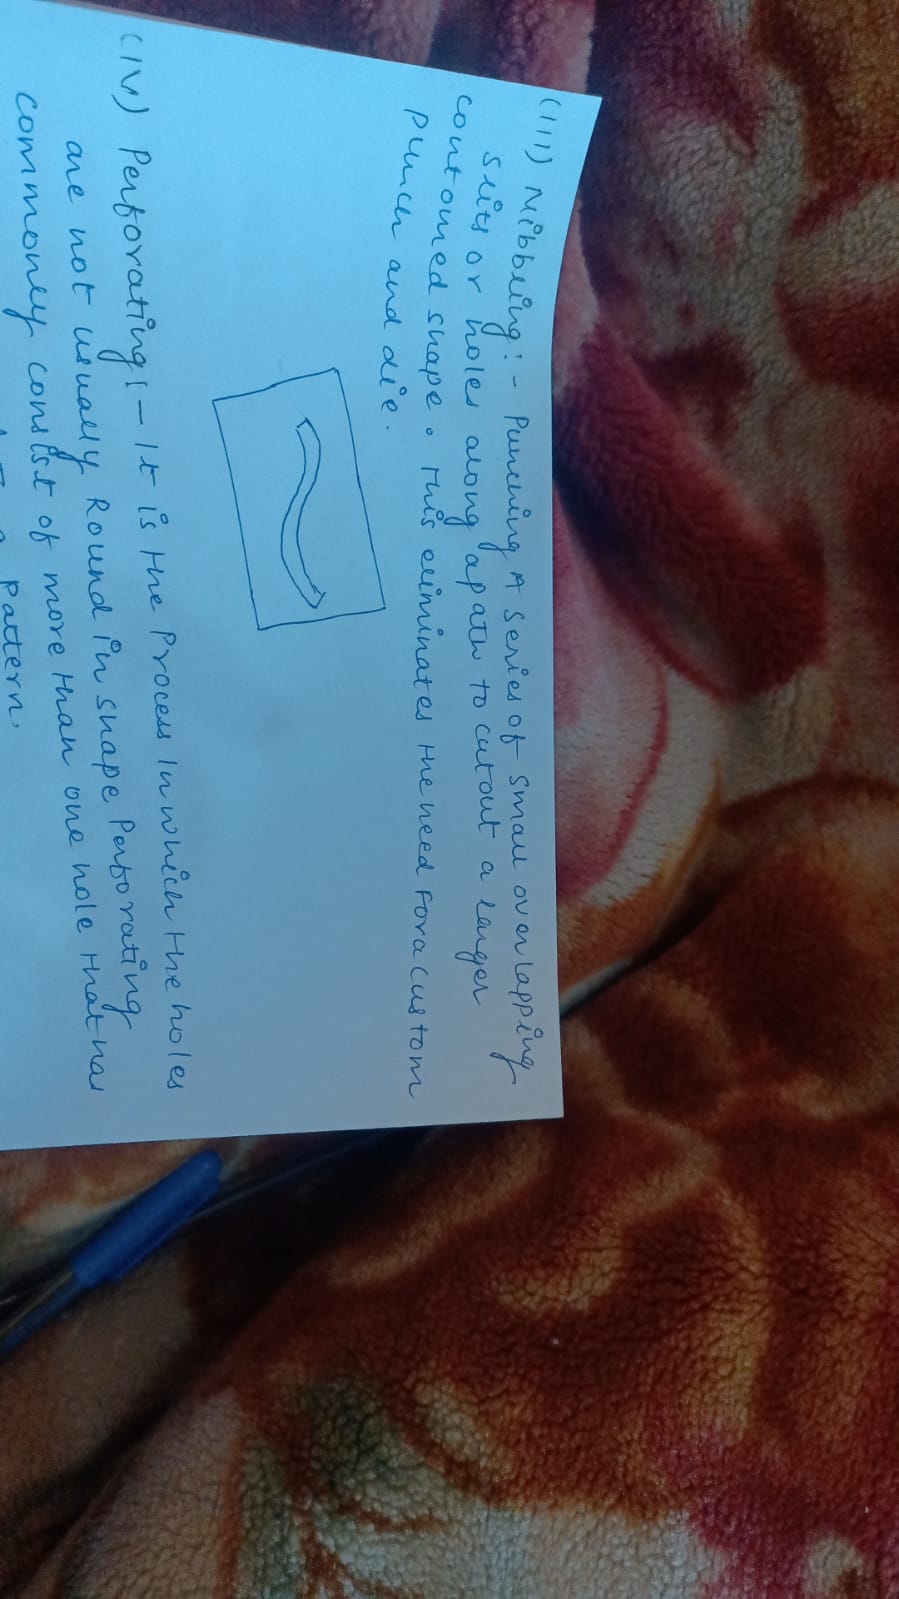 (III) Nibbling:- Punching A series of small overlapping
slits or holes along a path to cutout a larger
contoured shape. This eliminates the need for a custom
punch and die.
(IV) Perforating:- It is the Process In which the holes
are not usually Round in shape Perforating
commonly consist of more than one hole that has
Pattern.